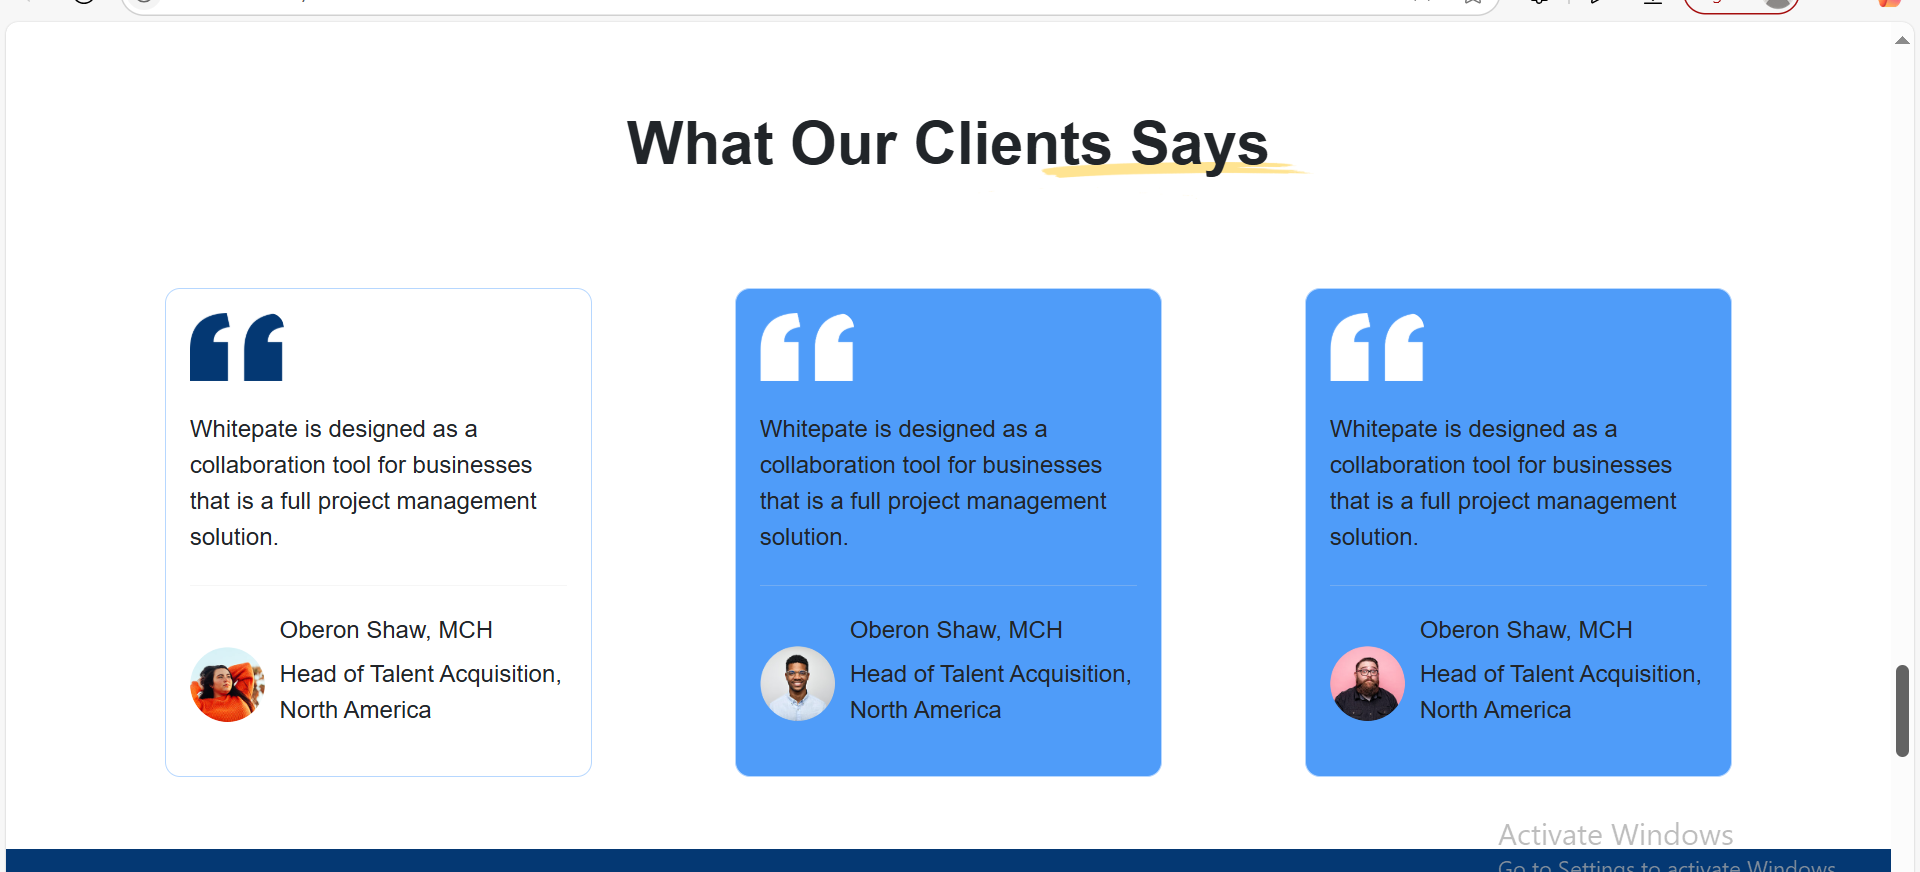 What Our Clients Says
Whitepate is designed as a
collaboration tool for businesses
that is a full project management
solution.
Oberon Shaw, MCH
Head of Talent Acquisition,
North America
Whitepate is designed as a
collaboration tool for businesses
that is a full project management
solution.
Oberon Shaw, MCH
Head of Talent Acquisition,
North America
Whitepate is designed as a
collaboration tool for businesses
that is a full project management
solution.
Oberon Shaw, MCH
Head of Talent Acquisition,
North America
Activate Windows
Go to Settings to activate Windows.